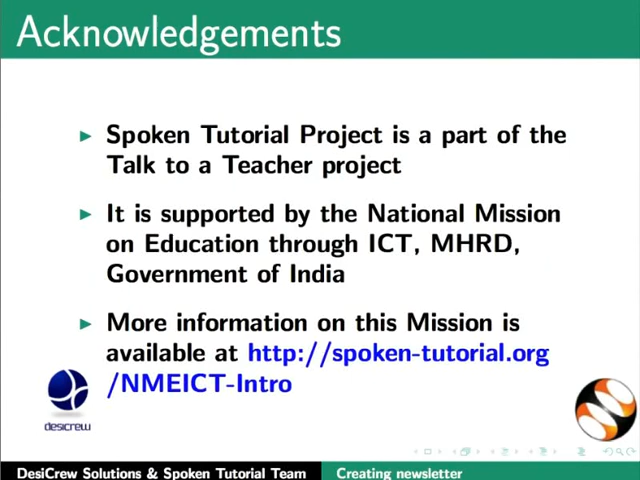 Acknowledgements
Spoken Tutorial Project is a part of the
Talk to a Teacher project
It is supported by the National Mission
on Education through ICT, MHRD,
Government of India
More information on this Mission is
available at http://spoken-tutorial.org
/NMEICT-Intro
desicrew
DesiCrew Solutions & Spoken Tutorial Team Creating newsletter